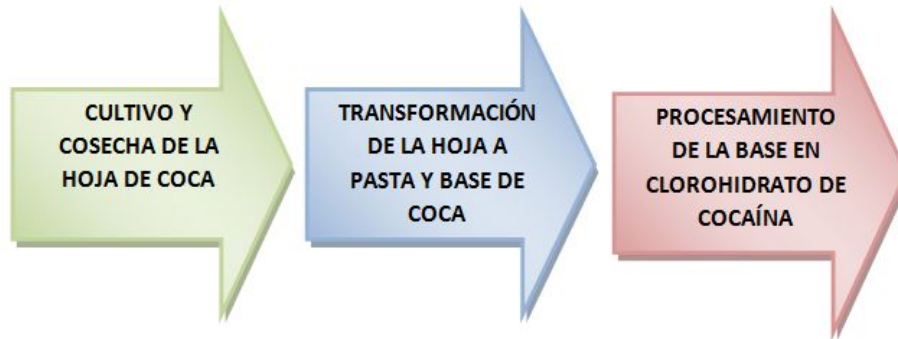 CULTIVO Y
COSECHA DE LA
HOJA DE COCA
TRANSFORMACIÓN
DE LA HOJA A
PASTA Y BASE DE
COCA
PROCESAMIENTO
DE LA BASE EN
CLOROHIDRATO DE
COCAÍNA